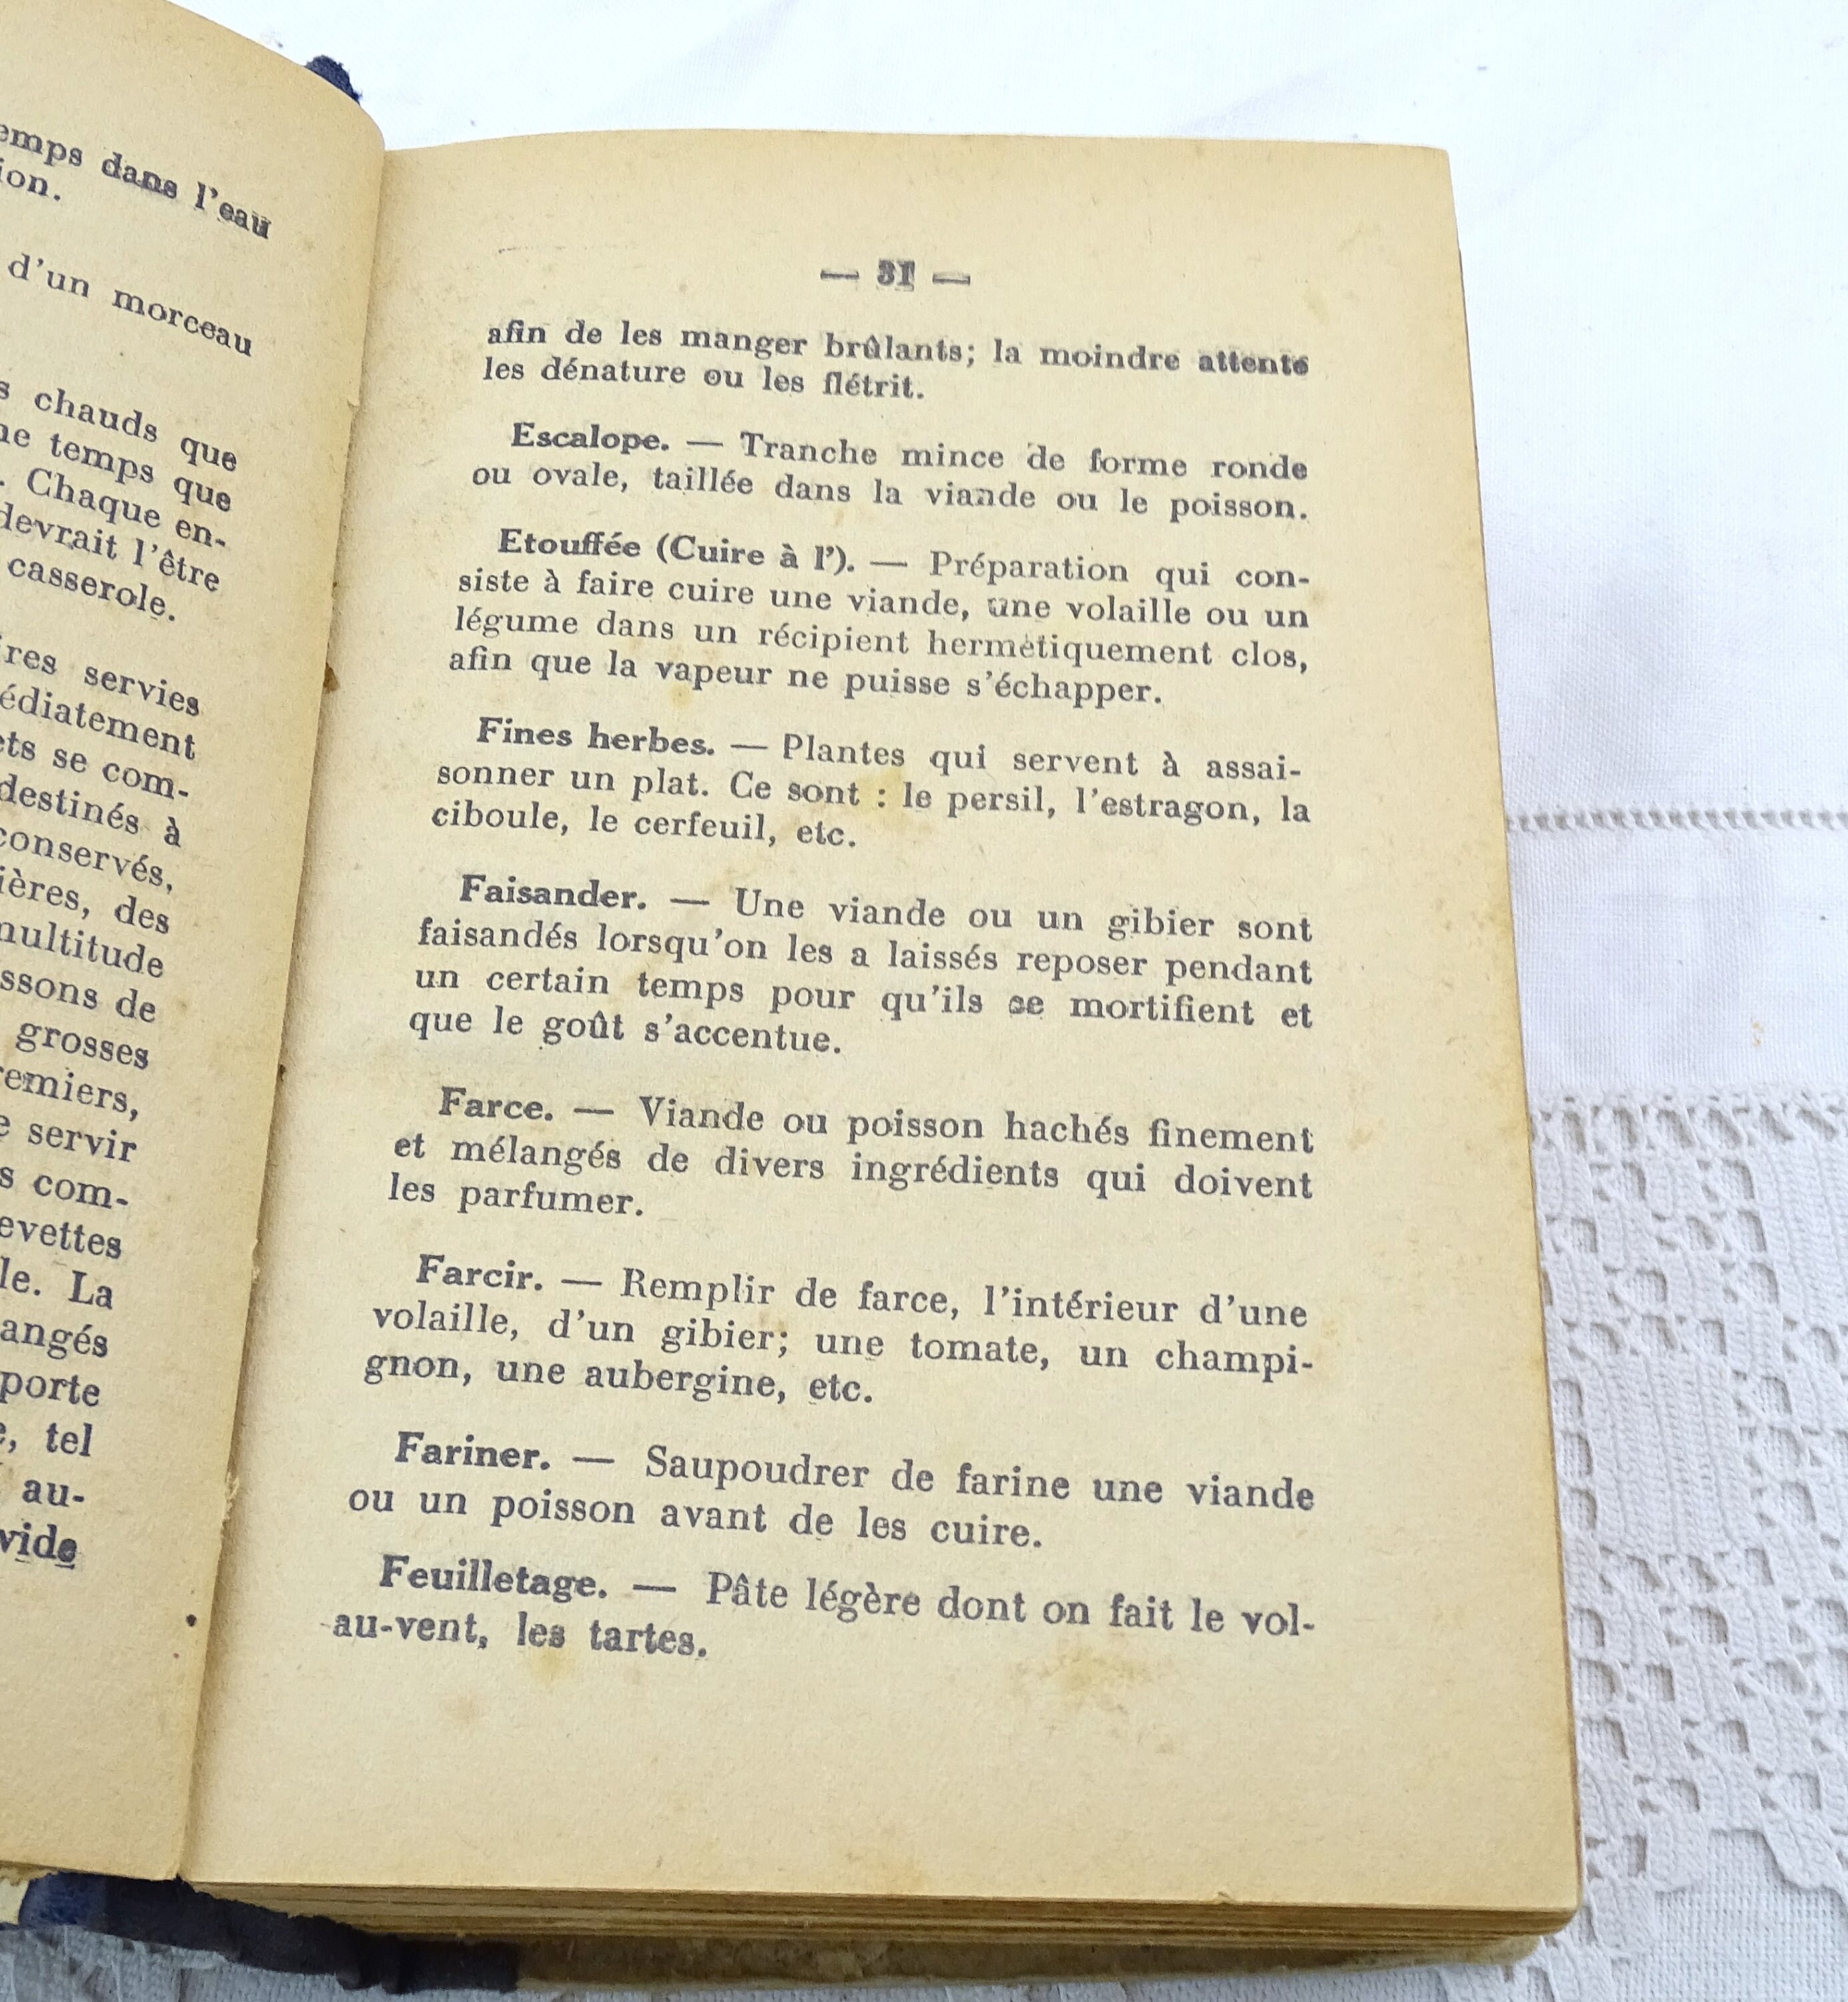 dans l'eau
ion.
d'un morceau
chauds que
temps que
. Chaque en-
devrait l'être
casserole.
servies
édiatement
se com-
destinés à
conservés,
ières, des
multitude
ssons de
grosses
remiers,
servir
com-
evettes
le. La
angés
porte
, tel
au-
vide
— 31 —
afin de les manger brûlants; la moindre attente
les dénature ou les flétrit.
Escalope. — Tranche mince de forme ronde
ou ovale, taillée dans la viande ou le poisson.
Etouffée (Cuire à l'). — Préparation qui con-
siste à faire cuire une viande, une volaille ou un
légume dans un récipient hermétiquement clos,
afin que la vapeur ne puisse s'échapper.
Fines herbes. — Plantes qui servent à assai-
sonner un plat. Ce sont : le persil, l'estragon, la
ciboule, le cerfeuil, etc.
Faisander. — Une viande ou un gibier sont
faisandés lorsqu'on les a laissés reposer pendant
un certain temps pour qu'ils se mortifient et
que le goût s'accentue.
Farce. — Viande ou poisson hachés finement
et mélangés de divers ingrédients qui doivent
les parfumer.
Farcir. — Remplir de farce, l'intérieur d'une
volaille, d'un gibier; une tomate, un champi-
gnon, une aubergine, etc.
Fariner. — Saupoudrer de farine une viande
ou un poisson avant de les cuire.
Feuilletage. — Pâte légère dont on fait le vol-
au-vent, les tartes.